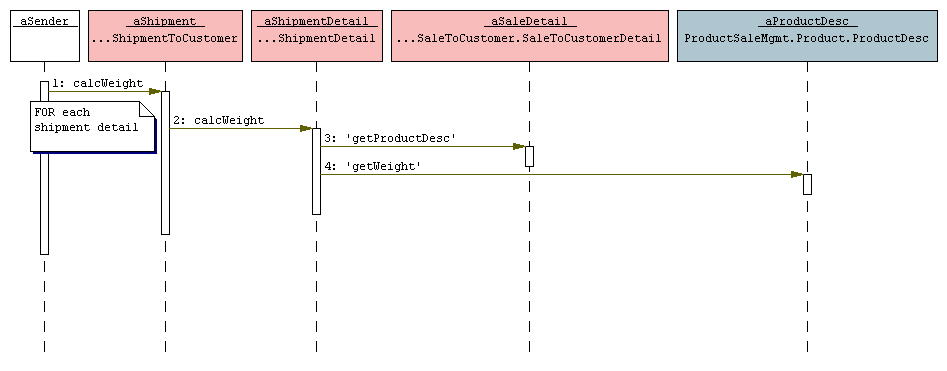 aSender
aShipment
...ShipmentToCustomer
aShipmentDetail
...ShipmentDetail
aSaleDetail
...SaleToCustomer.SaleToCustomerDetail
aProductDesc
ProductSaleMgmt.Product.ProductDesc
1: calcWeight
FOR each
shipment detail
2: calcWeight
3: 'getProductDesc'
4: 'getWeight'